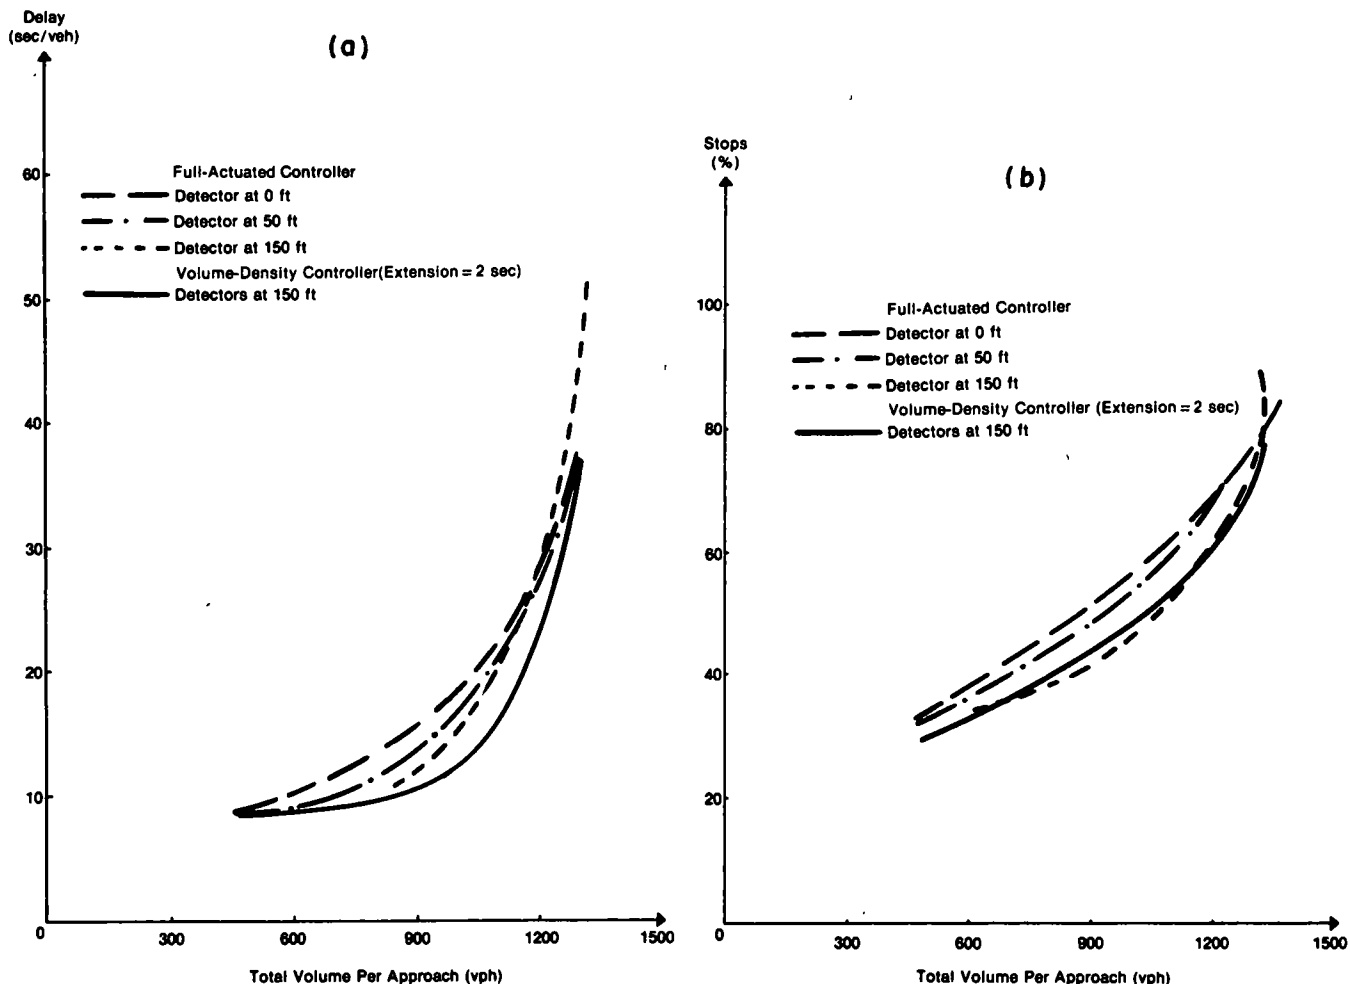 Delay
(sec/veh)
(a)
60
50
40
30
20
10
0
300
600
900
1200
1500
Full-Actuated Controller
Detector at 0 ft
Detector at 50 ft
Detector at 150 ft
Volume-Density Controller(Extension = 2 sec)
Detectors at 150 ft
Total Volume Per Approach (vph)
Stops
(%)
(b)
100
80
60
40
20
0
300
600
900
1200
1500
Full-Actuated Controller
Detector at 0 ft
Detector at 50 ft
Detector at 150 ft
Volume-Density Controller (Extension = 2 sec)
Detectors at 150 ft
Total Volume Per Approach (vph)